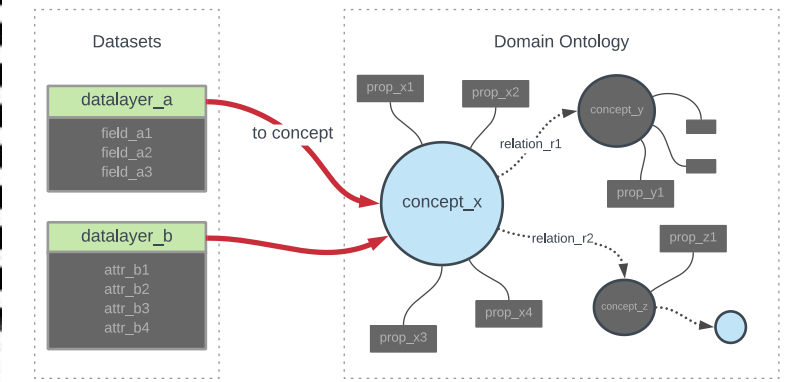 Datasets
Domain Ontology
datalayer_a
field_a1
field_a2
field_a3
to concept
datalayer_b
attr_b1
attr_b2
attr_b3
attr_b4
prop_x1
prop_x2
concept_x
prop_x3
prop_x4
relation_r1
concept_y
prop_y1
relation_r2
prop_z1
concept_z